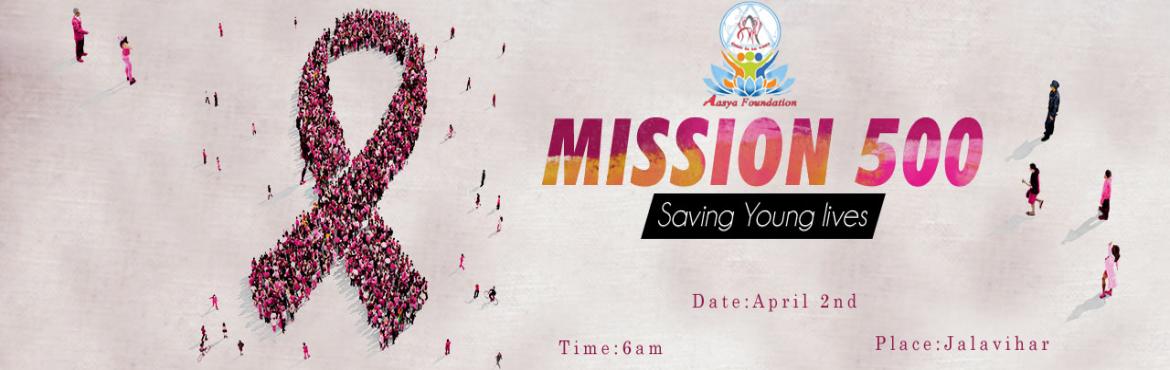 Aasya Foundation
MISSION 500
Saving Young lives
Date:April 2nd
Time:6am
Place:Jalavihar